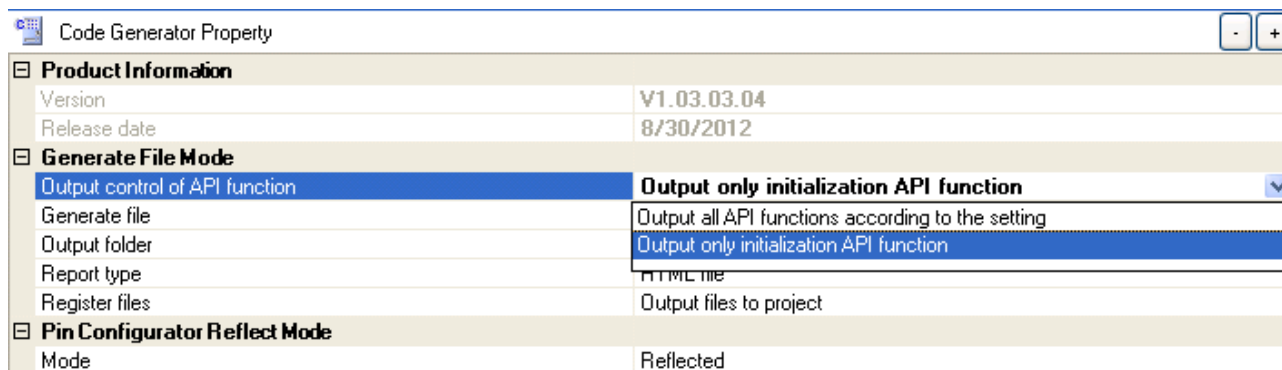 Code Generator Property - +
Product Information
Version V1.03.03.04
Release date 8/30/2012
Generate File Mode
Output control of API function Output only initialization API function
Generate file Output all API functions according to the setting
Output folder Output only initialization API function
Report type HTML file
Register files Output files to project
Pin Configurator Reflect Mode
Mode Reflected